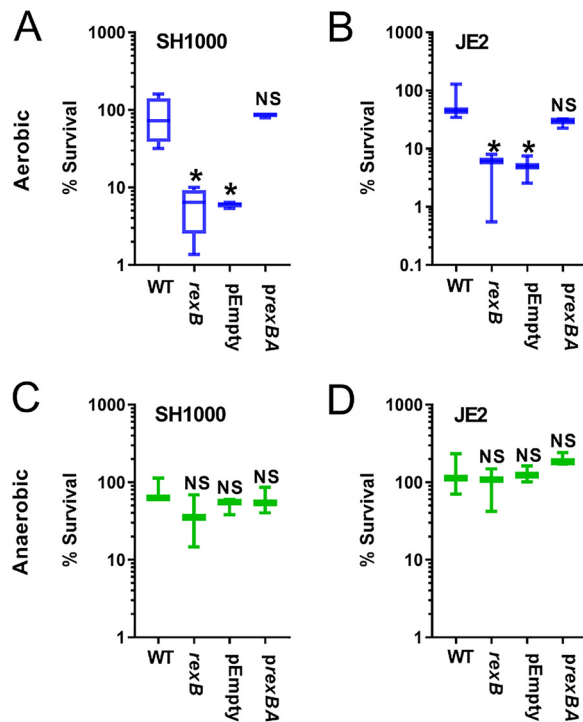 A
SH1000
Aerobic
% Survival
1000
100
10
1
*
*
NS
WT
rexB
pEmpty
prexBA
B
JE2
% Survival
1000
100
10
1
0.1
*
*
NS
WT
rexB
pEmpty
prexBA
C
SH1000
Anaerobic
% Survival
1000
100
10
1
NS
NS
NS
WT
rexB
pEmpty
prexBA
D
JE2
% Survival
1000
100
10
1
NS
NS
NS
WT
rexB
pEmpty
prexBA